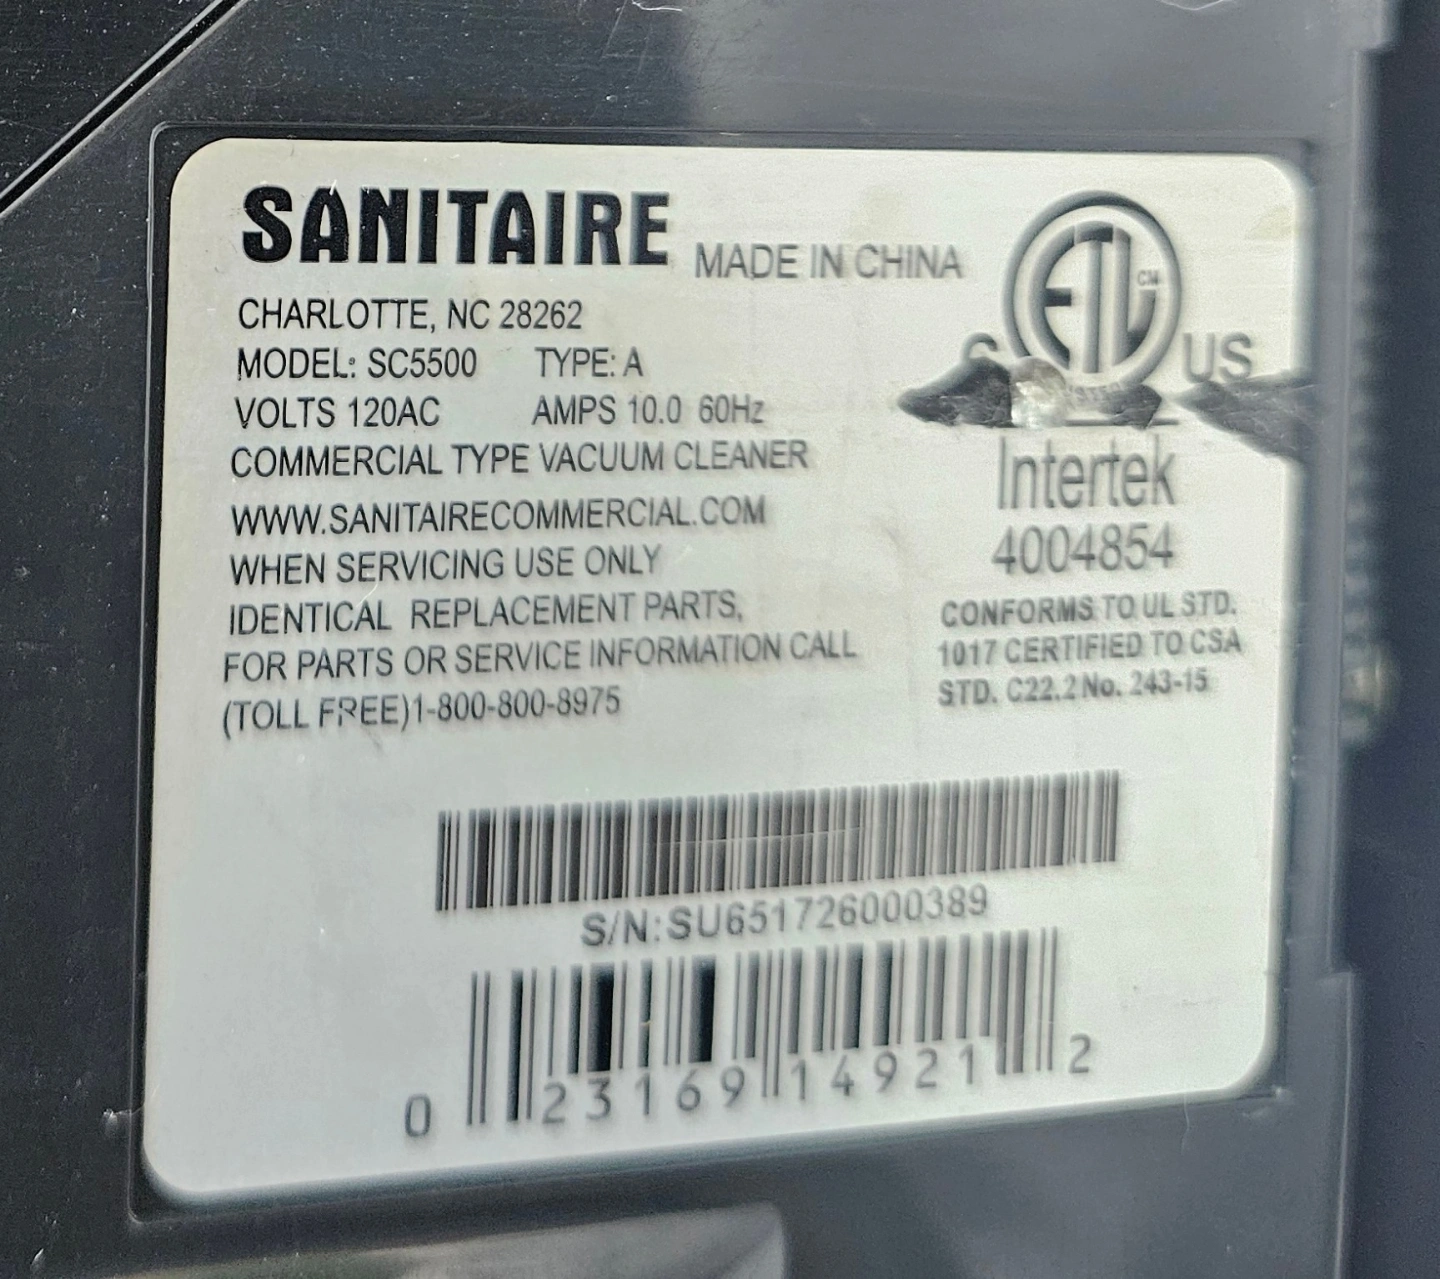 SANITAIRE MADE IN CHINA
CHARLOTTE, NC 28262
MODEL: SC5500 TYPE: A
VOLTS 120AC AMPS 10.0 60Hz
COMMERCIAL TYPE VACUUM CLEANER
WWW.SANITAIRECOMMERCIAL.COM
WHEN SERVICING USE ONLY
IDENTICAL REPLACEMENT PARTS,
FOR PARTS OR SERVICE INFORMATION CALL
(TOLL FREE)1-800-800-8975
ETL CM
US
Intertek
4004854
CONFORMS TO UL STD.
1017 CERTIFIED TO CSA
STD. C22.2 No. 243-15
S/N:SU651726000389
0 23169 14921 2